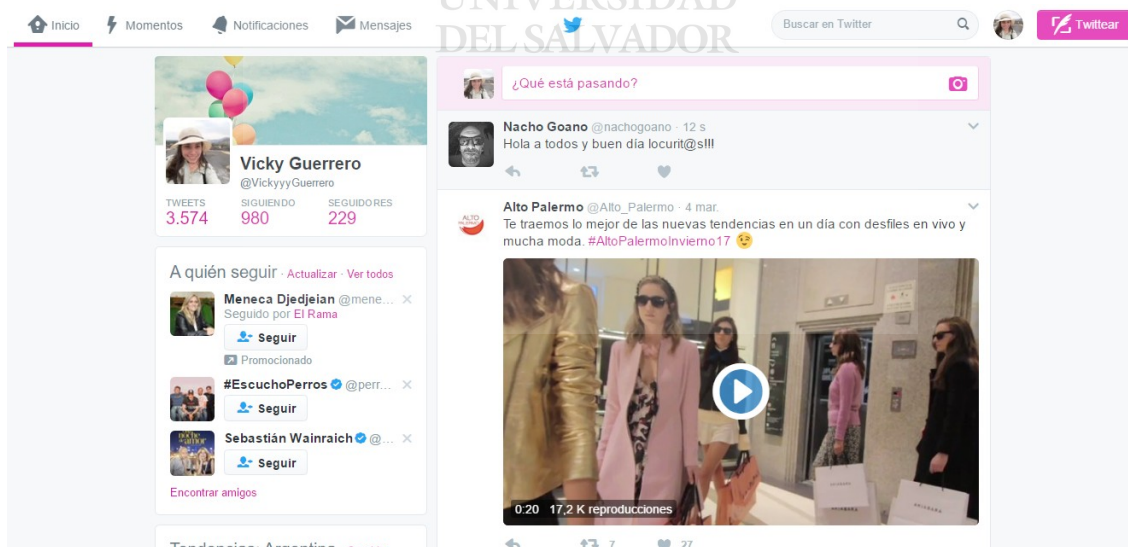 UNIVERSIDAD
DEL SALVADOR
Inicio
Momentos
Notificaciones
Mensajes
Buscar en Twitter
Twittear
¿Qué está pasando?
Vicky Guerrero
@VickyyyGuerrero
TWEETS SIGUIENDO SEGUIDORES
3.574 980 229
A quién seguir · Actualizar · Ver todos
Meneca Djedjeian @mene...
Seguido por El Rama
Seguir
Promocionado
#EscuchoPerros @perr...
Seguir
Sebastián Wainraich @...
Seguir
Encontrar amigos
Tendencias: Argentina
Nacho Goano @nachogoano · 12 s
Hola a todos y buen día locurit@s!!!
Alto Palermo @Alto_Palermo · 4 mar.
Te traemos lo mejor de las nuevas tendencias en un día con desfiles en vivo y
mucha moda. #AltoPalermoInvierno17 😉
0:20 17,2 K reproducciones
7 27